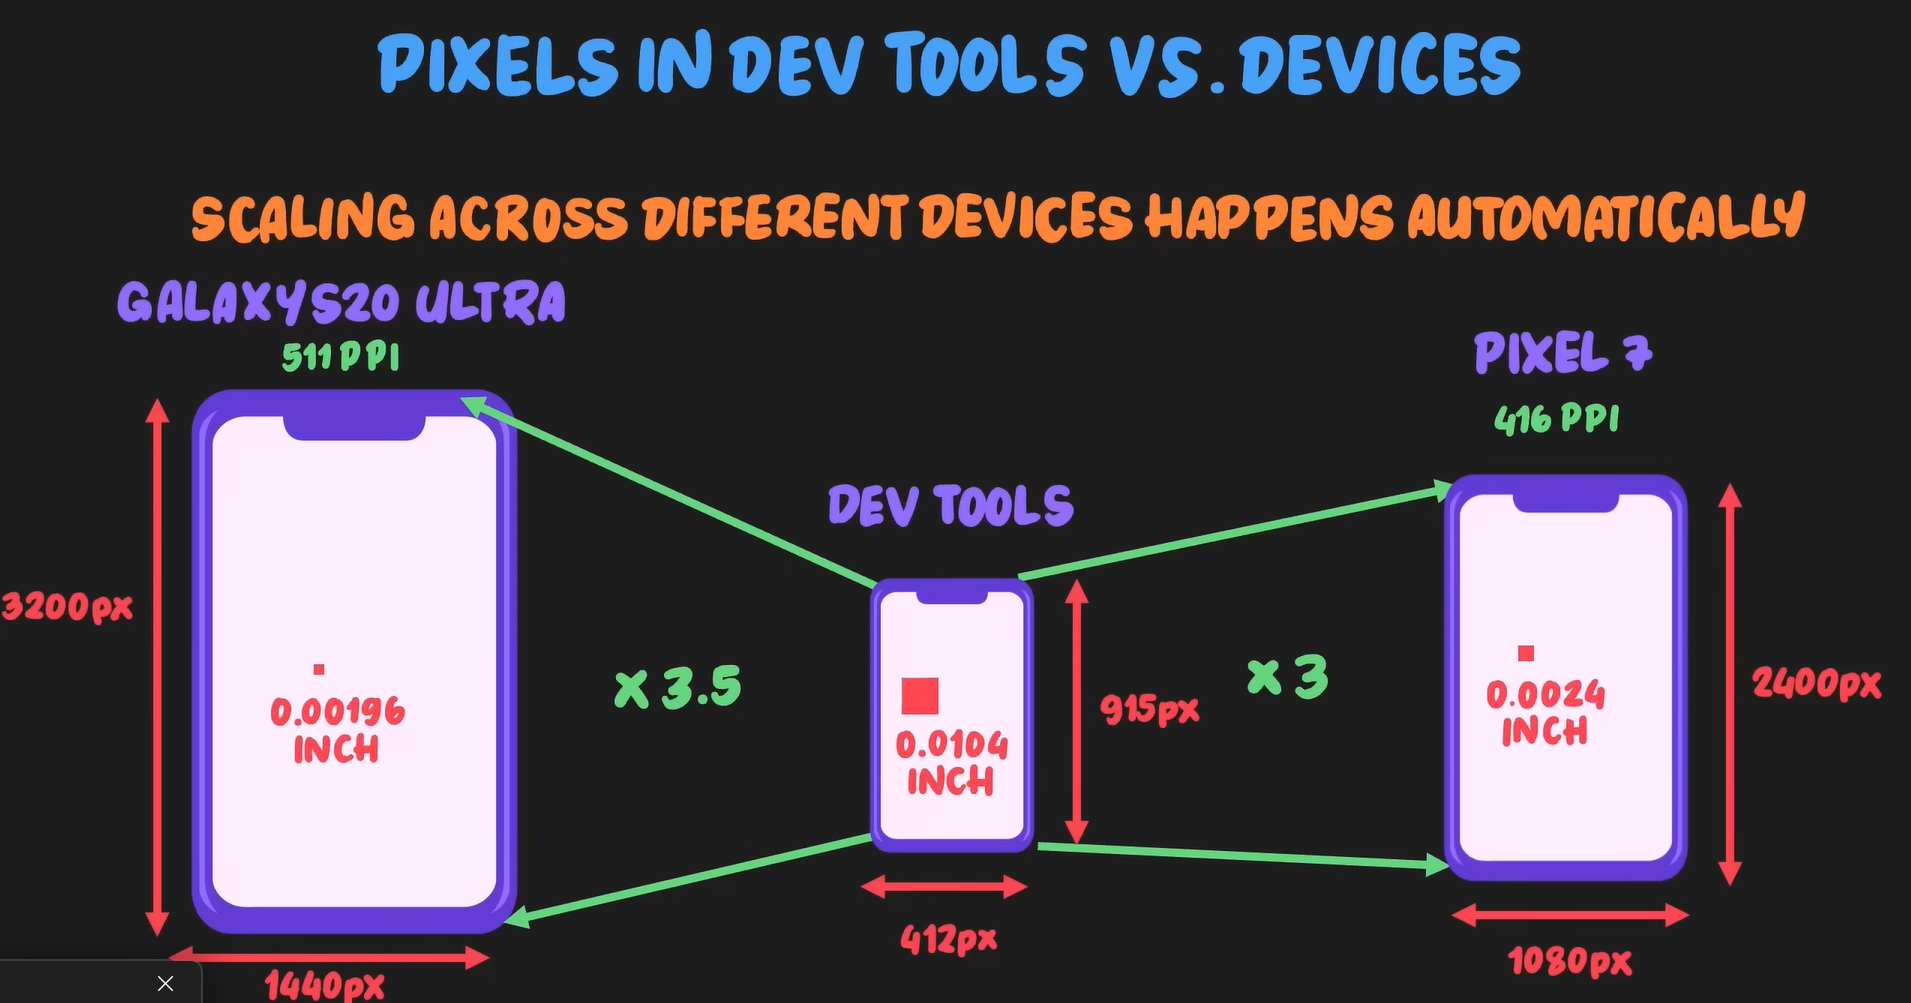 PIXELS IN DEV TOOLS VS. DEVICES
SCALING ACROSS DIFFERENT DEVICES HAPPENS AUTOMATICALLY
GALAXY S20 ULTRA
511 PPI
3200px
0.00196
INCH
1440px
x 3.5
DEV TOOLS
0.0104
INCH
915px
412px
x 3
PIXEL 7
416 PPI
0.0024
INCH
2400px
1080px